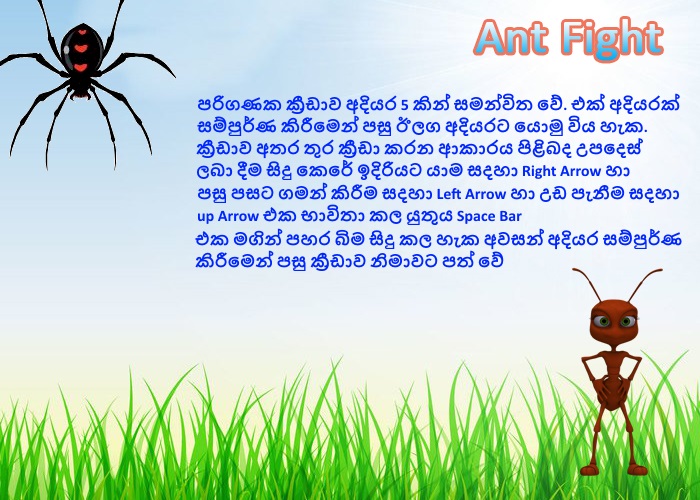 Ant Fight
පරිගණක ක්‍රීඩාව අදියර 5 කින් සමන්විත වේ. එක් අදියරක්
සම්පුර්ණ කිරීමෙන් පසු ඊලග අදියරට යොමු විය හැක.
ක්‍රීඩාව අතර තුර ක්‍රීඩා කරන ආකාරය පිළිබද උපදෙස්
ලබා දීම සිදු කෙරේ ඉදිරියට යාම සදහා Right Arrow හා
පසු පසට ගමන් කිරීම සදහා Left Arrow හා උඩ පැනීම සදහා
up Arrow එක භාවිතා කල යුතුය Space Bar
එක මගින් පහර බිම සිදු කල හැක අවසන් අදියර සම්පුර්ණ
කිරීමෙන් පසු ක්‍රීඩාව නිමාවට පත් වේ